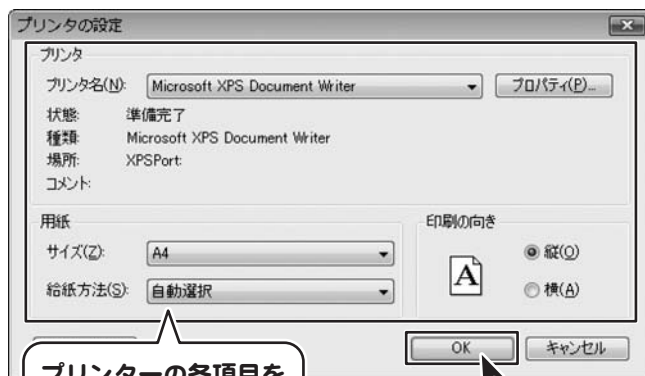 プリンタの設定
プリンタ
プリンタ名(N): Microsoft XPS Document Writer プロパティ(P)...
状態: 準備完了
種類: Microsoft XPS Document Writer
場所: XPSPort:
コメント:
用紙
サイズ(Z): A4
給紙方法(S): 自動選択
印刷の向き
A
縦(O)
横(A)
OK キャンセル
プリンターの各項目を